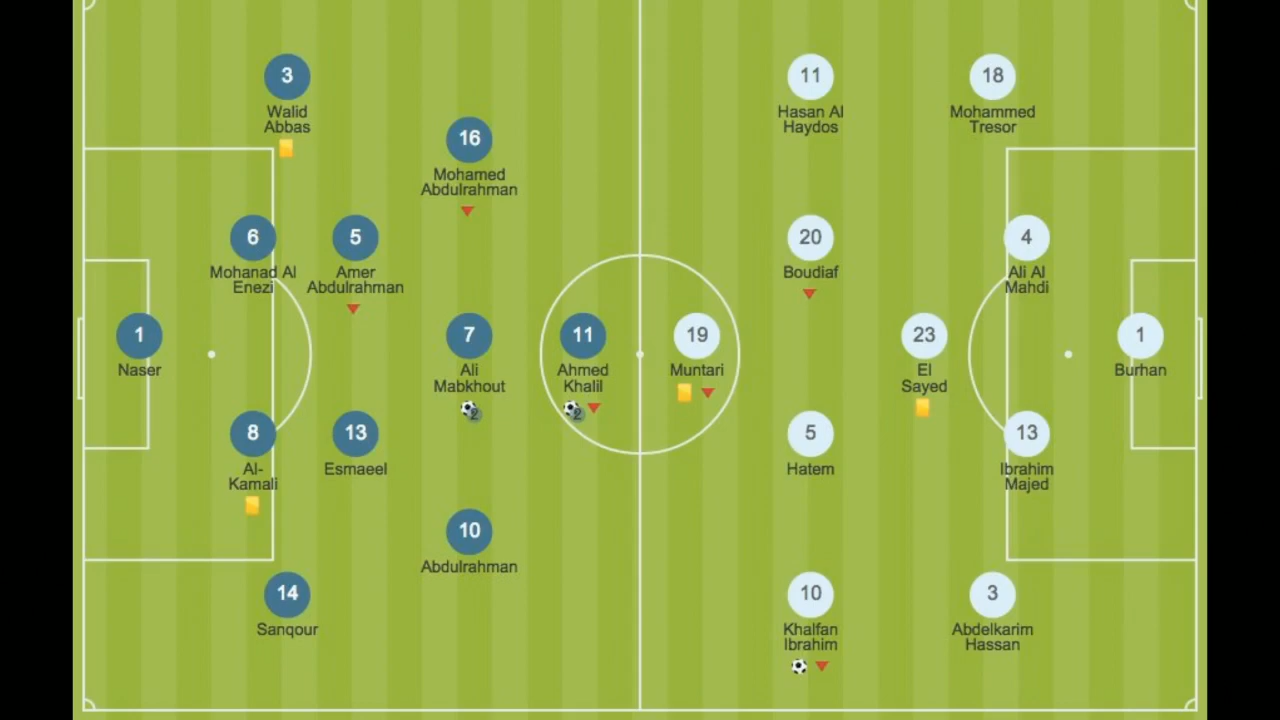 3
Walid
Abbas
16
Mohamed
Abdulrahman
6
Mohanad Al
Enezi
5
Amer
Abdulrahman
1
Naser
7
Ali
Mabkhout
2
11
Ahmed
Khalil
2
8
Al-
Kamali
13
Esmaeel
10
Abdulrahman
14
Sanqour
11
Hasan Al
Haydos
18
Mohammed
Tresor
20
Boudiaf
4
Ali Al
Mahdi
19
Muntari
23
El
Sayed
1
Burhan
5
Hatem
13
Ibrahim
Majed
10
Khalfan
Ibrahim
3
Abdelkarim
Hassan